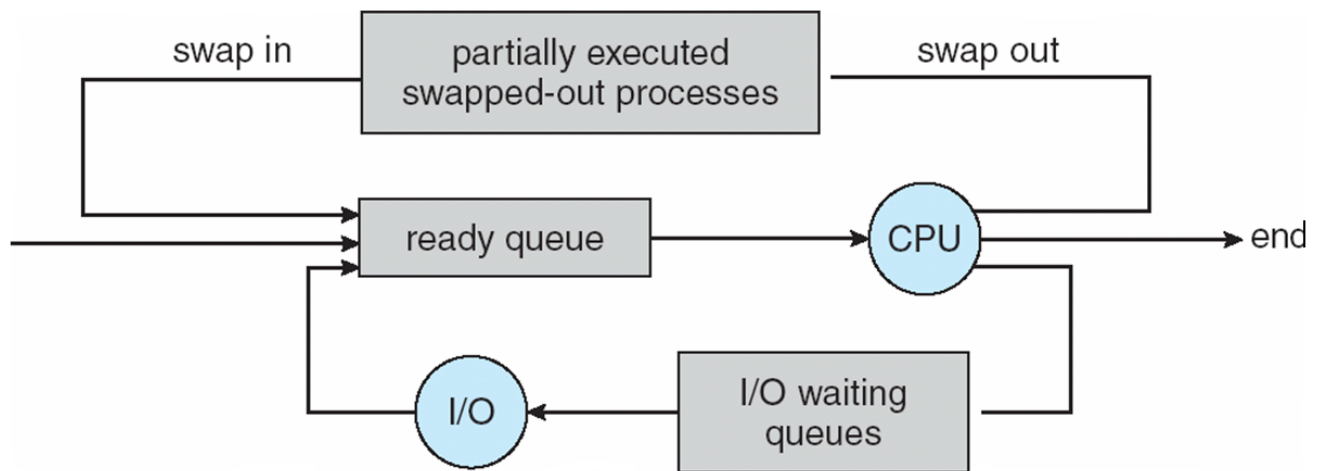 swap in
partially executed
swapped-out processes
swap out
ready queue
CPU
end
I/O
I/O waiting
queues